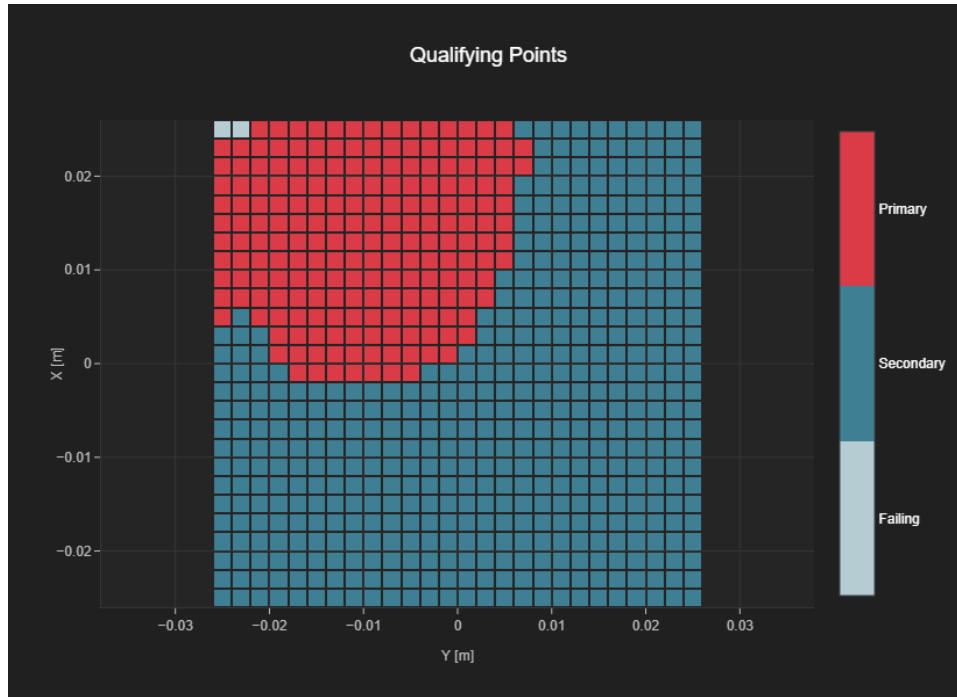 Qualifying Points
0.02
0.01
0
−0.01
−0.02
X [m]
−0.03
−0.02
−0.01
0
0.01
0.02
0.03
Y [m]
Primary
Secondary
Failing